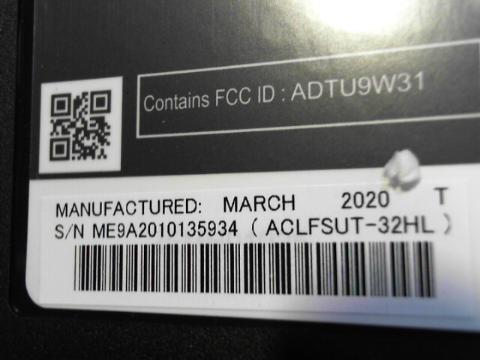 Contains FCC ID : ADTU9W31
MANUFACTURED: MARCH 2020 T
S/N ME9A2010135934 ( ACLFSUT-32HL )